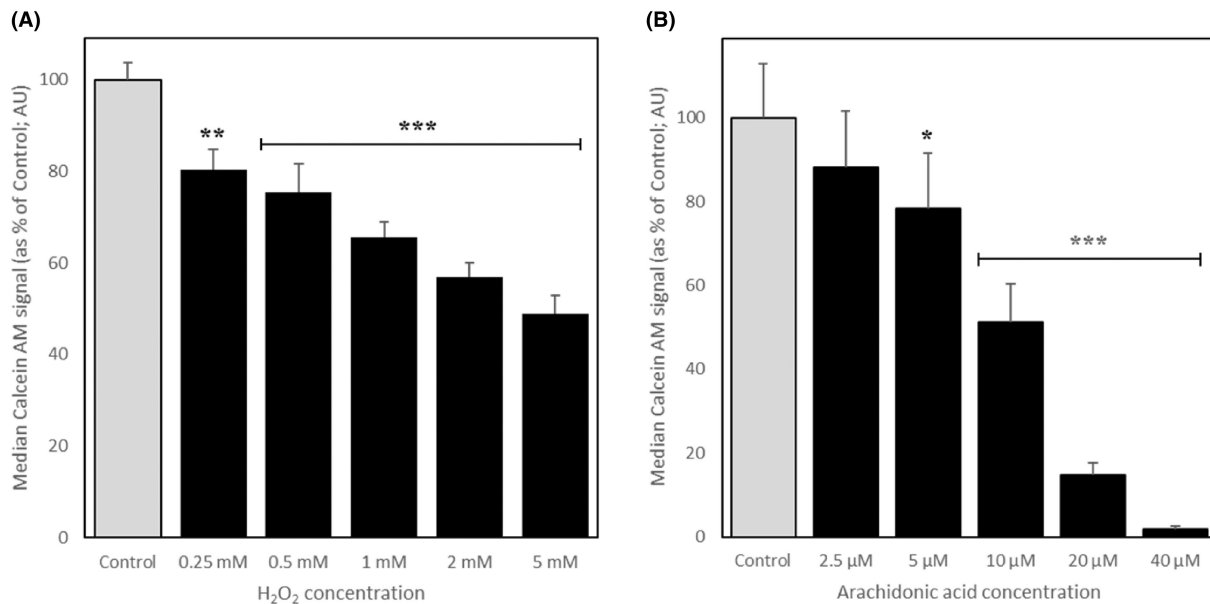 (A)
Median Calcein AM signal (as % of Control; AU)
100
80
60
40
20
0
**
***
Control 0.25 mM 0.5 mM 1 mM 2 mM 5 mM
H₂O₂ concentration
(B)
Median Calcein AM signal (as % of Control; AU)
100
80
60
40
20
0
*
***
Control 2.5 µM 5 µM 10 µM 20 µM 40 µM
Arachidonic acid concentration